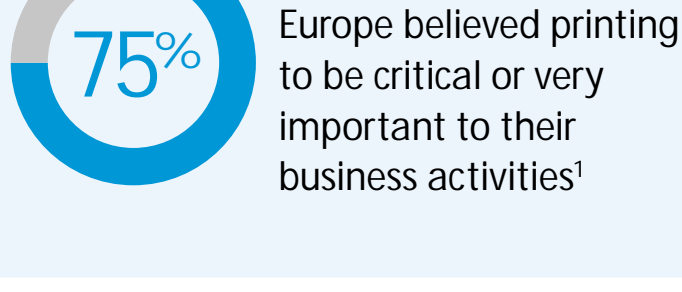 75%
Europe believed printing
to be critical or very
important to their
business activities¹